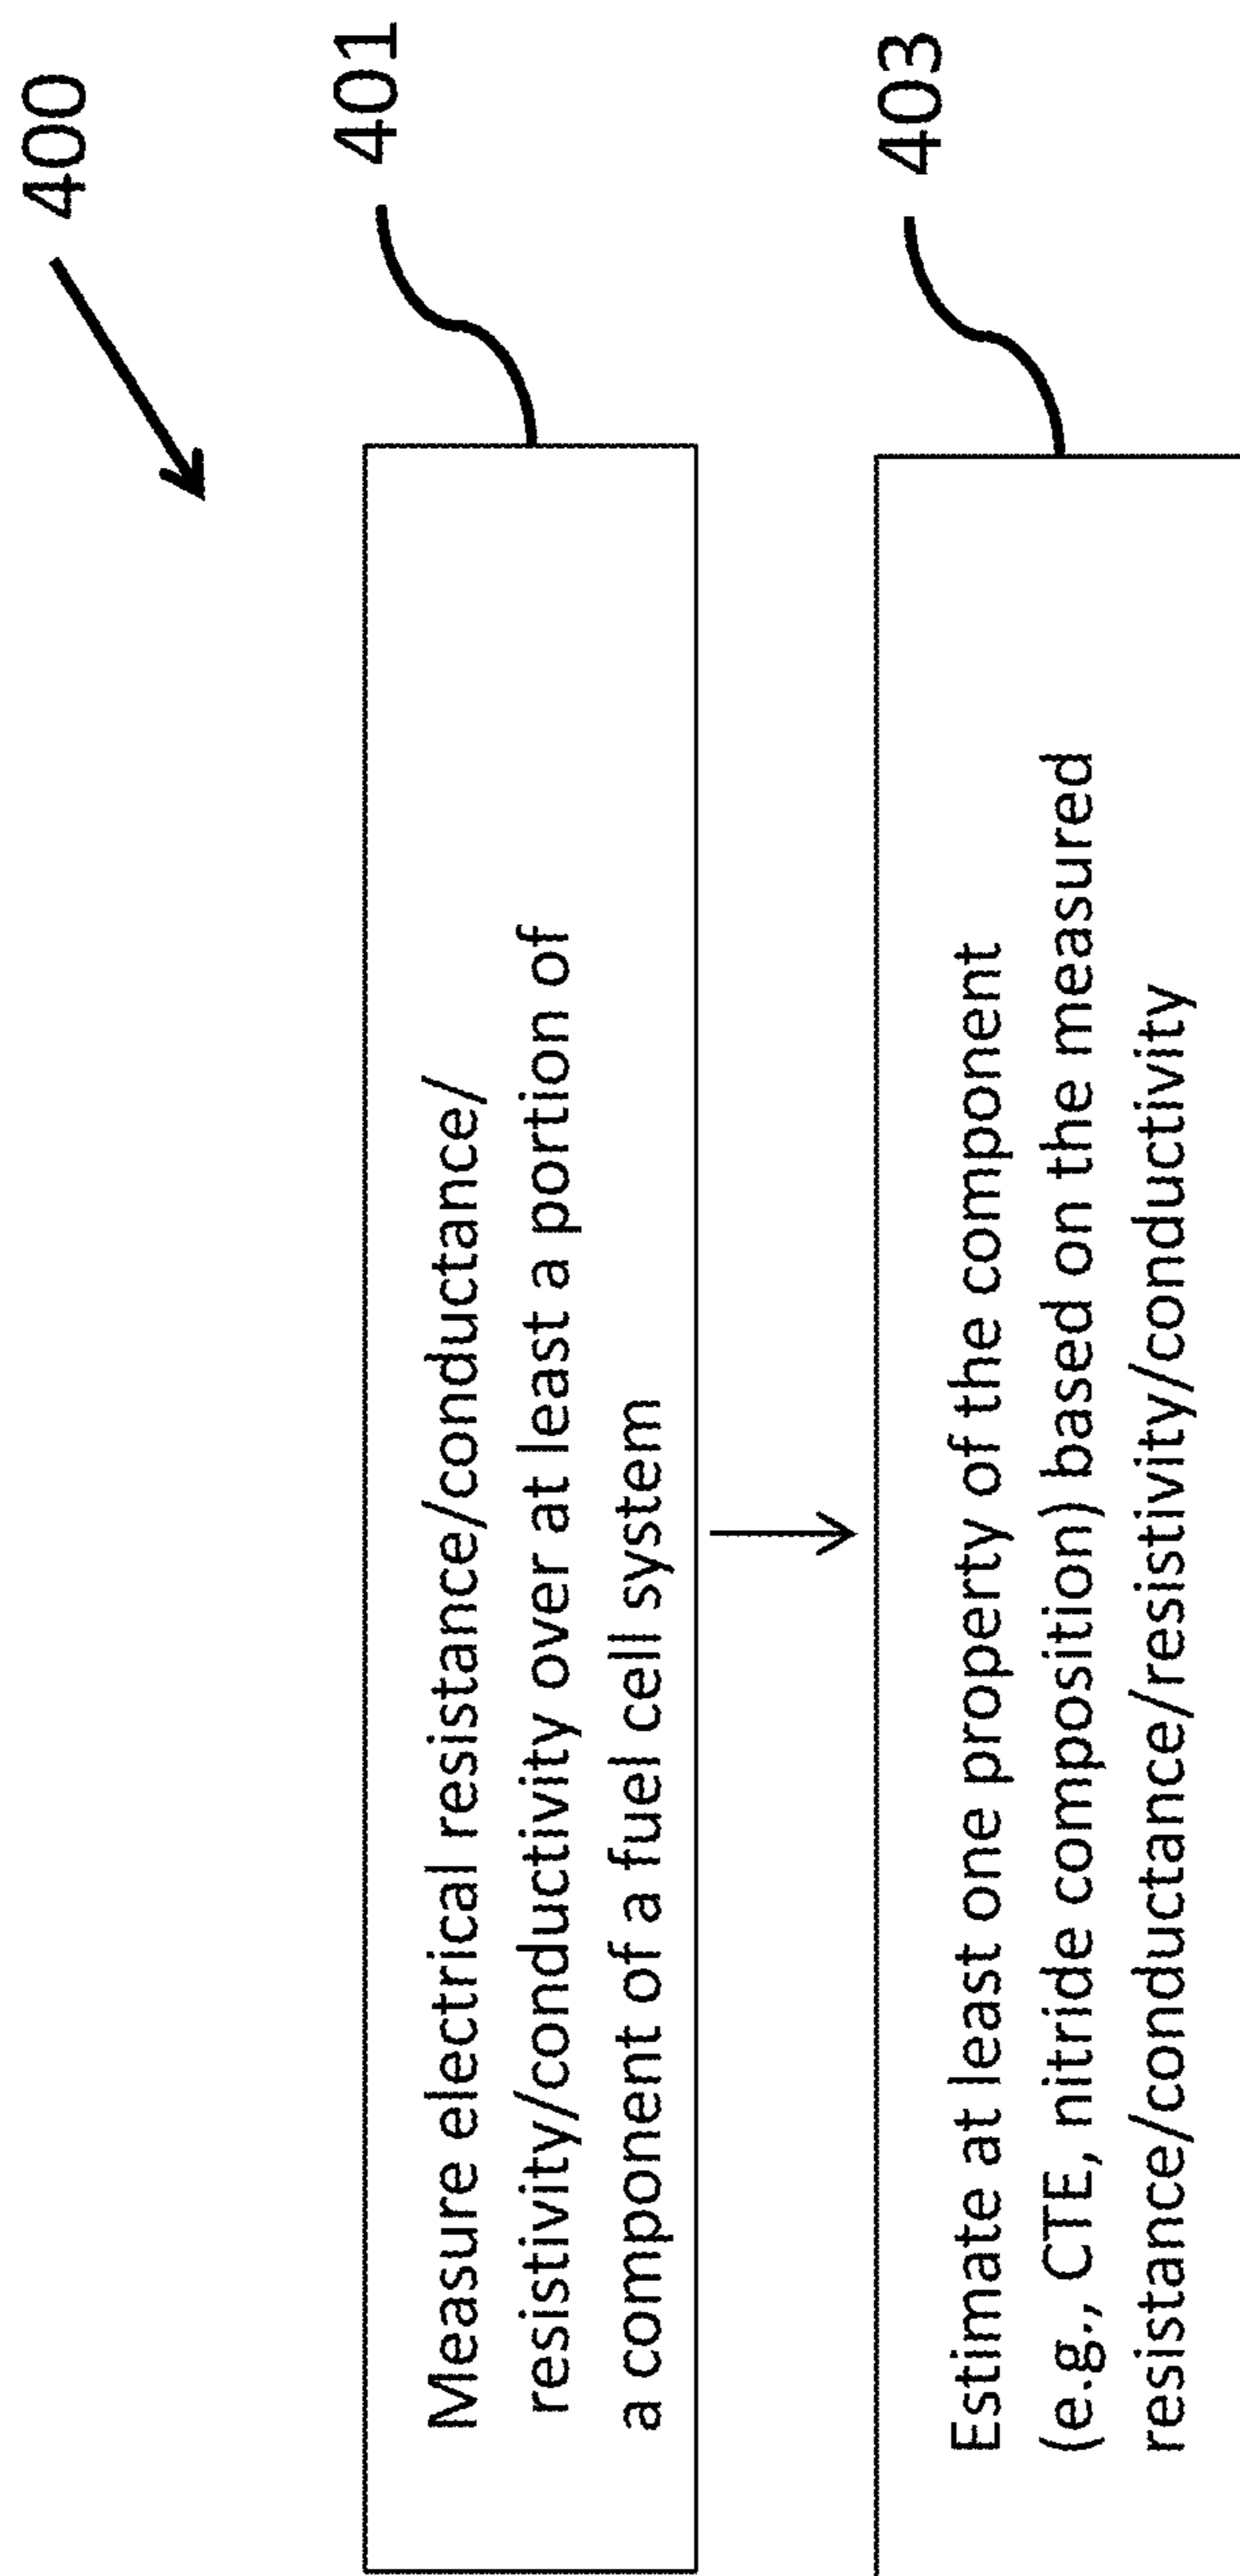 400
401
Measure electrical resistance/conductance/
resistivity/conductivity over at least a portion of
a component of a fuel cell system
403
Estimate at least one property of the component
(e.g., CTE, nitride composition) based on the measured
resistance/conductance/resistivity/conductivity